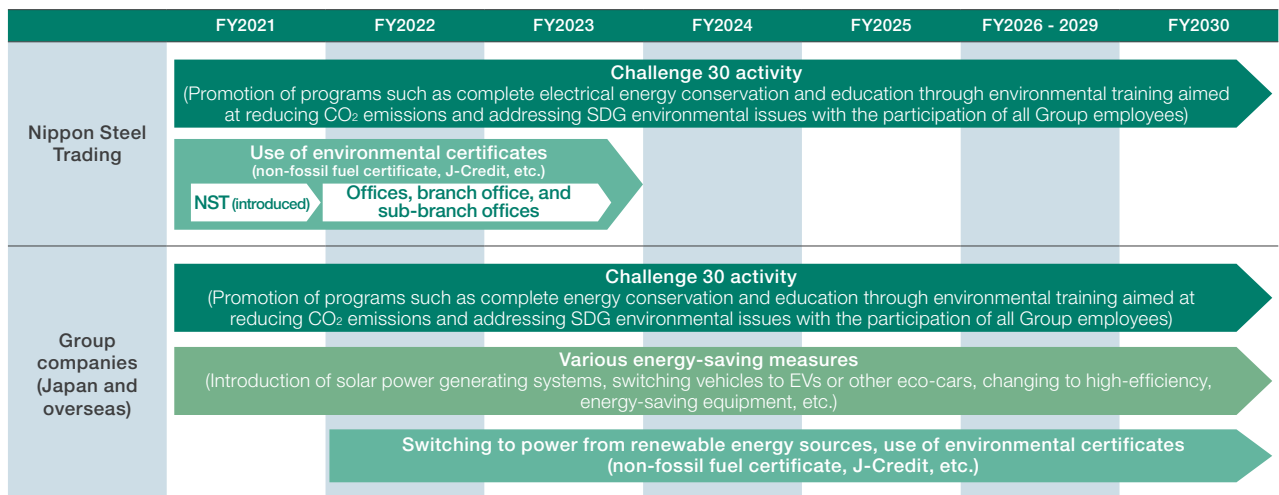 FY2021 FY2022 FY2023 FY2024 FY2025 FY2026 - 2029 FY2030
Nippon Steel
Trading
Challenge 30 activity
(Promotion of programs such as complete electrical energy conservation and education through environmental training aimed
at reducing CO₂ emissions and addressing SDG environmental issues with the participation of all Group employees)
Use of environmental certificates
(non-fossil fuel certificate, J-Credit, etc.)
NST (introduced)
Offices, branch office, and
sub-branch offices
Group
companies
(Japan and
overseas)
Challenge 30 activity
(Promotion of programs such as complete energy conservation and education through environmental training aimed at
reducing CO₂ emissions and addressing SDG environmental issues with the participation of all Group employees)
Various energy-saving measures
(Introduction of solar power generating systems, switching vehicles to EVs or other eco-cars, changing to high-efficiency,
energy-saving equipment, etc.)
Switching to power from renewable energy sources, use of environmental certificates
(non-fossil fuel certificate, J-Credit, etc.)